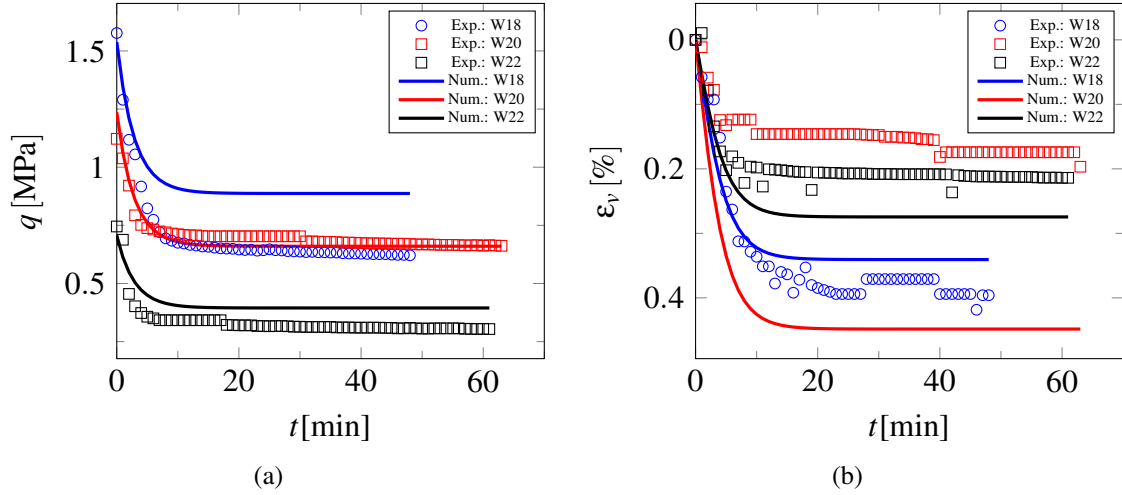 1.5
1
0.5
0
20
40
60
q [MPa]
t[min]
Exp.: W18
Exp.: W20
Exp.: W22
Num.: W18
Num.: W20
Num.: W22
(a)
0
0.2
0.4
0
20
40
60
εv [%]
t[min]
Exp.: W18
Exp.: W20
Exp.: W22
Num.: W18
Num.: W20
Num.: W22
(b)